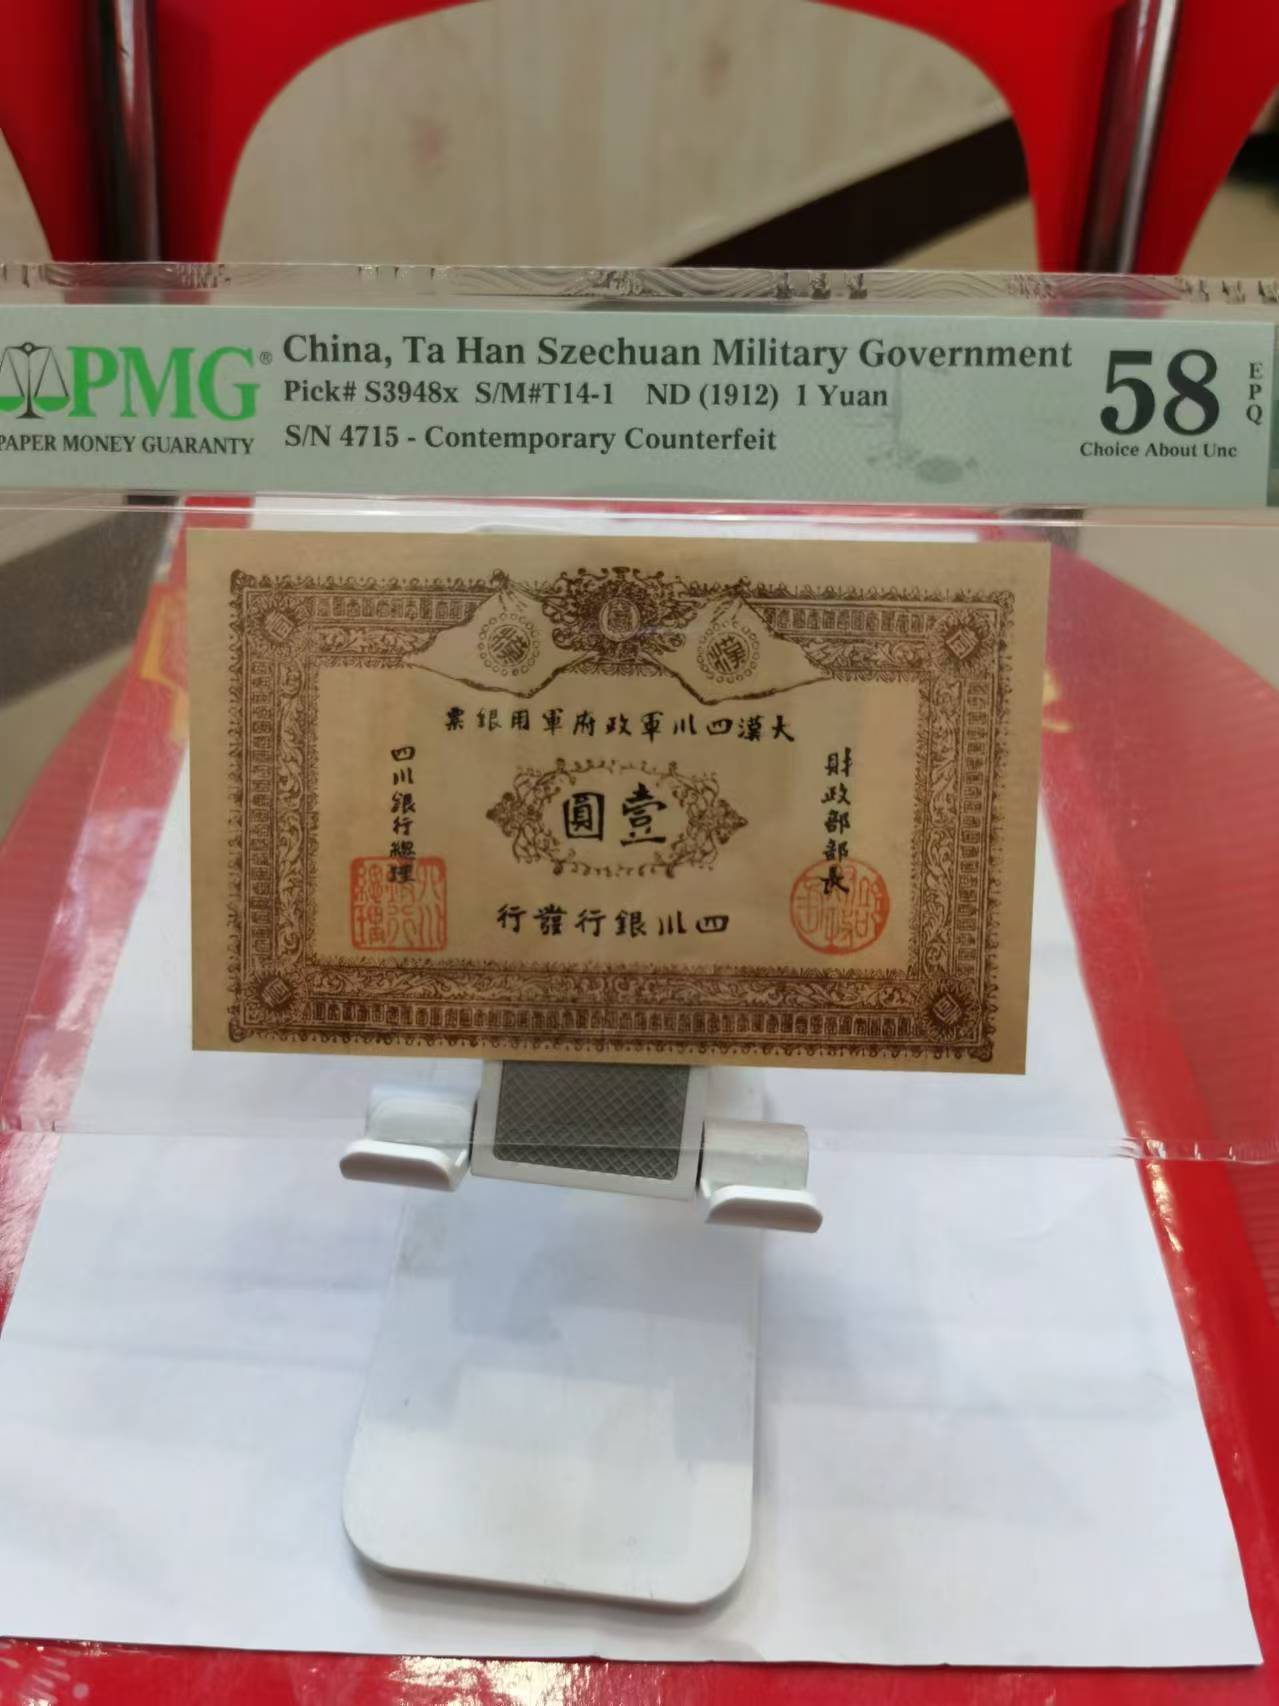 PMG®
PAPER MONEY GUARANTY
China, Ta Han Szechuan Military Government
Pick# S3948x S/M#T14-1 ND (1912) 1 Yuan
S/N 4715 - Contemporary Counterfeit
58
EPQ
Choice About Unc
漢
漢
大漢四川軍政府軍用銀票
財政部部長
壹圓
四川銀行總理
四川銀行發行